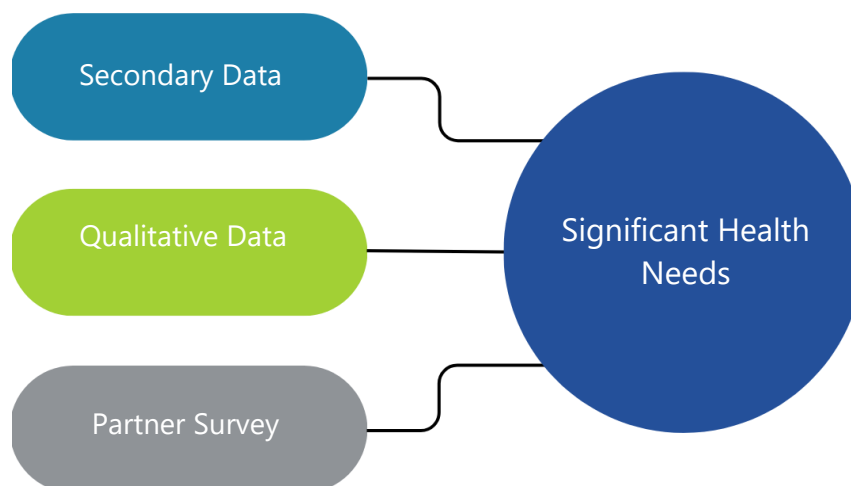 Secondary Data
Qualitative Data
Partner Survey
Significant Health
Needs